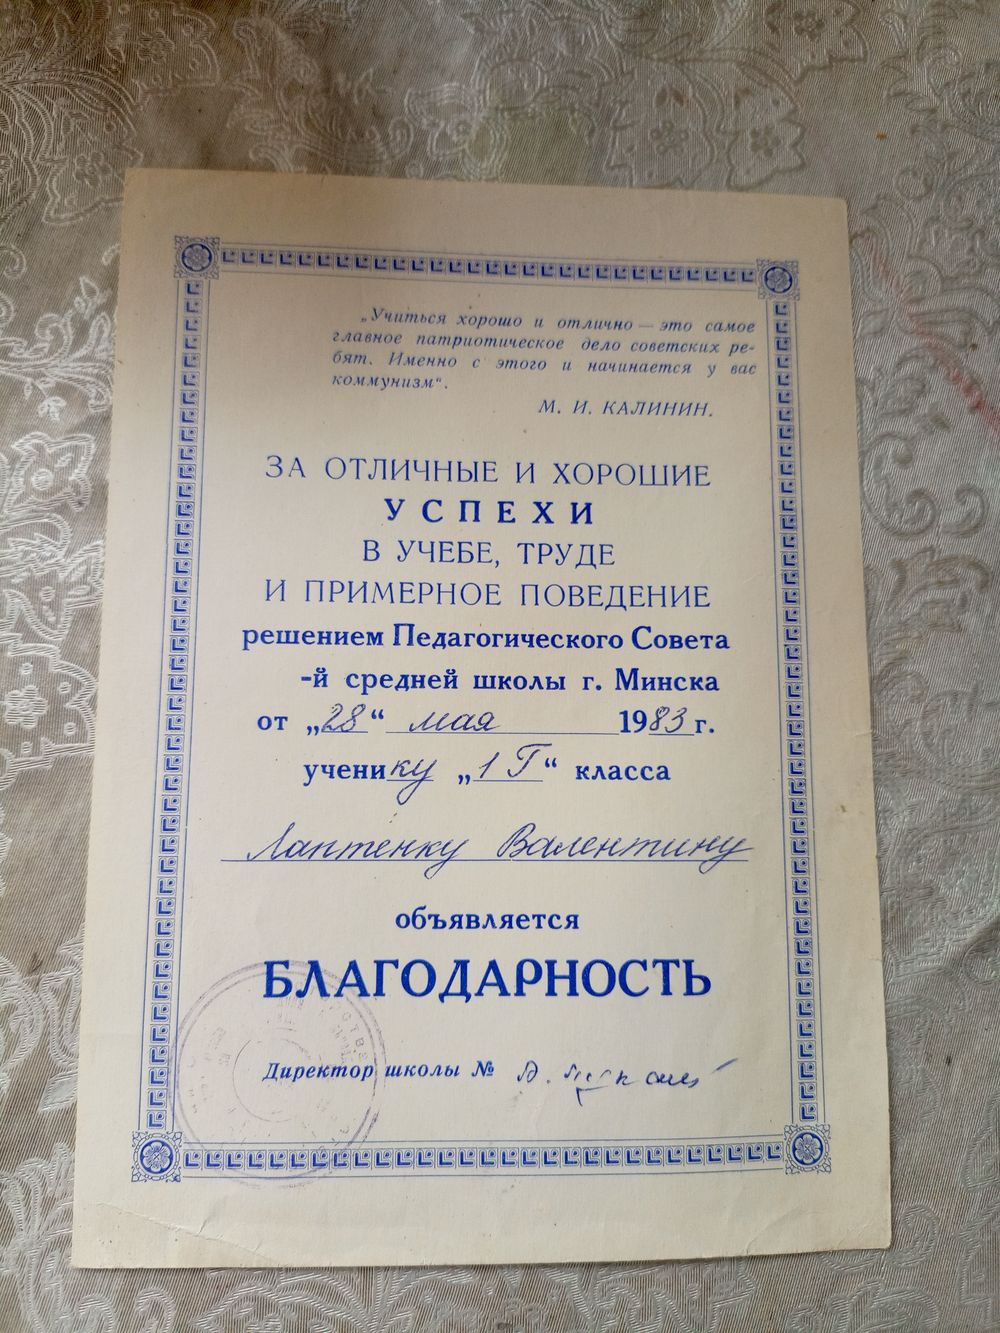 „Учиться хорошо и отлично — это самое
главное патриотическое дело советских ре-
бят. Именно с этого и начинается у вас
коммунизм“.
М. И. КАЛИНИН.
ЗА ОТЛИЧНЫЕ И ХОРОШИЕ
УСПЕХИ
В УЧЕБЕ, ТРУДЕ
И ПРИМЕРНОЕ ПОВЕДЕНИЕ
решением Педагогического Совета
-й средней школы г. Минска
от „28“ мая 1983 г.
ученику „1 Г“ класса
Лаптенку Валентину
объявляется
БЛАГОДАРНОСТЬ
Директор школы №